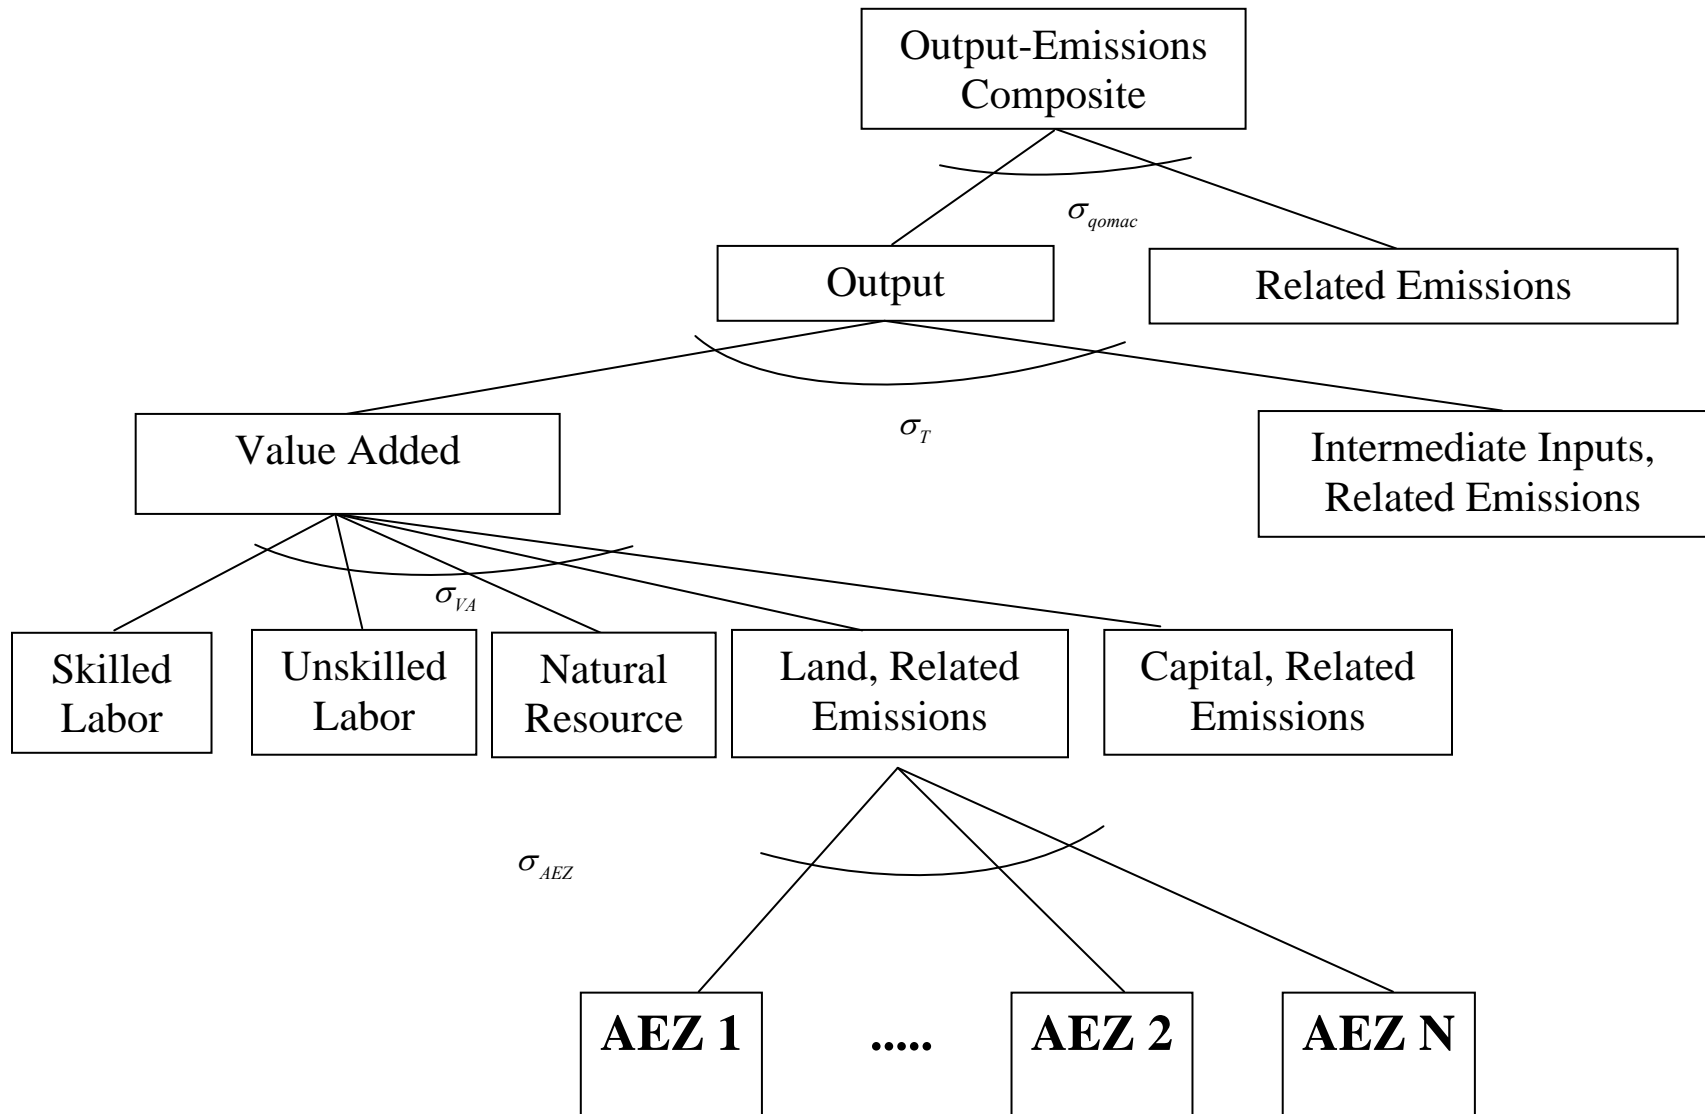 Output-Emissions
Composite
σqomac
Output
Related Emissions
σT
Value Added
Intermediate Inputs,
Related Emissions
σVA
Skilled
Labor
Unskilled
Labor
Natural
Resource
Land, Related
Emissions
Capital, Related
Emissions
σAEZ
AEZ 1
.....
AEZ 2
AEZ N